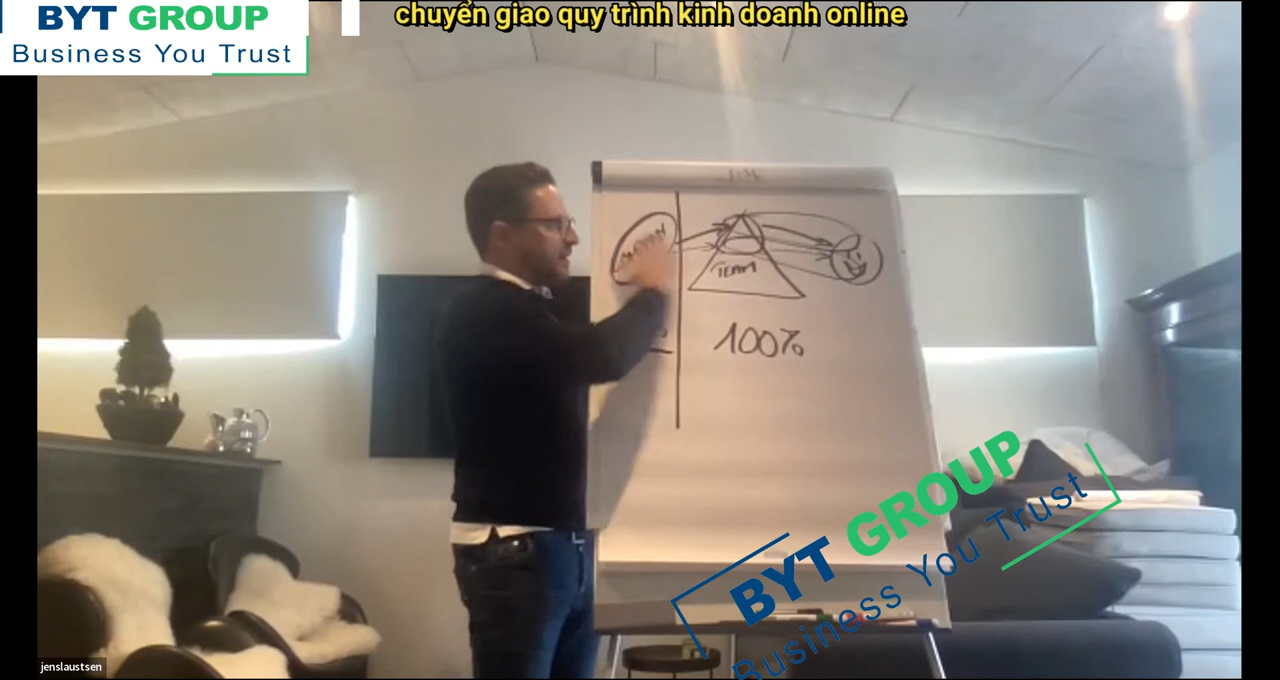 BYT GROUP
Business You Trust
chuyển giao quy trình kinh doanh online
TEAM
100%
BYT GROUP
Business You Trust
jenslaustsen